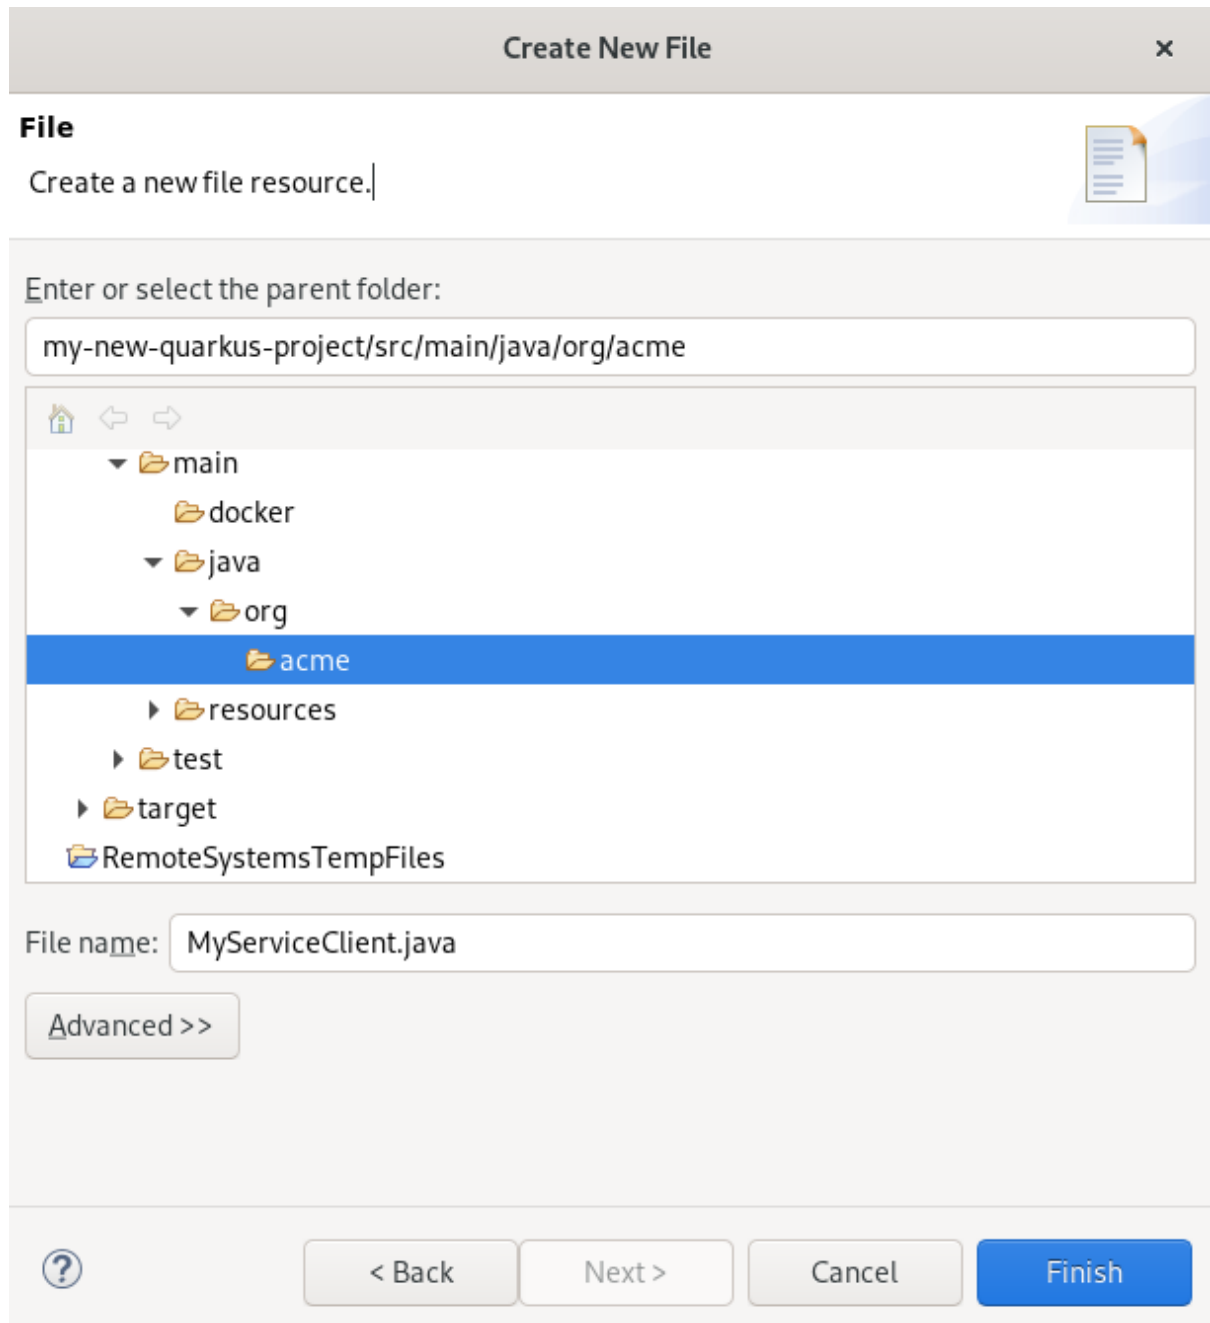 Create New File ×
File
Create a new file resource.
Enter or select the parent folder:
my-new-quarkus-project/src/main/java/org/acme
main
docker
java
org
acme
resources
test
target
RemoteSystemsTempFiles
File name: MyServiceClient.java
Advanced >>
? < Back Next > Cancel Finish